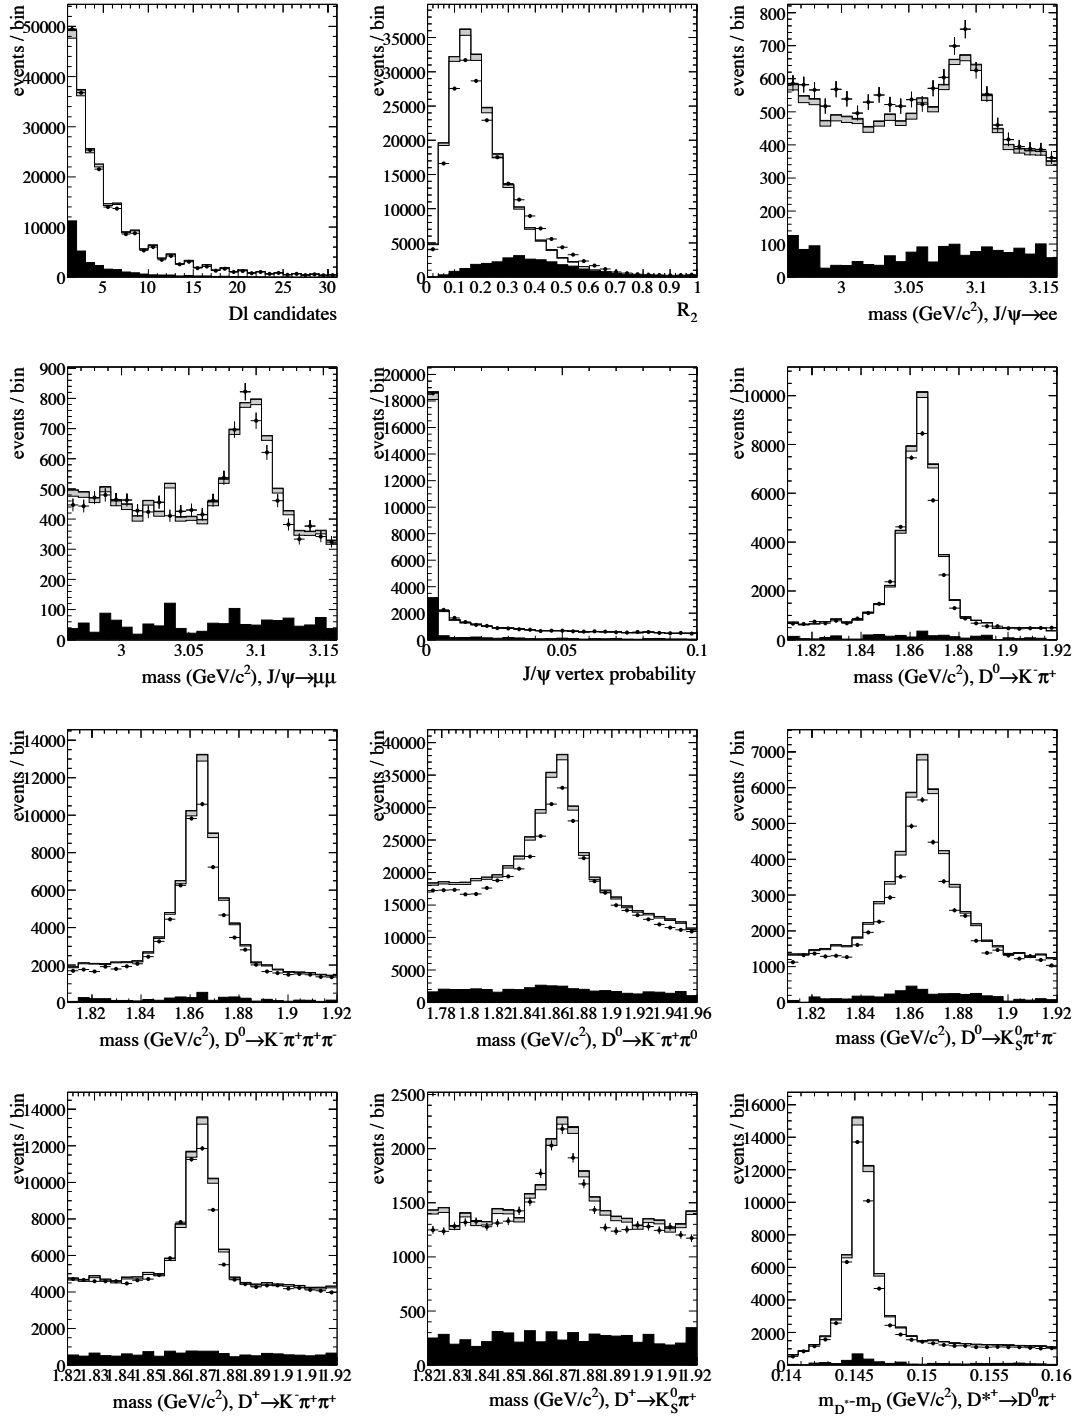 events / bin
50000
40000
30000
20000
10000
0
5 10 15 20 25 30
Dl candidates
events / bin
35000
30000
25000
20000
15000
10000
5000
0
0 0.1 0.2 0.3 0.4 0.5 0.6 0.7 0.8 0.9 1
R2
events / bin
800
700
600
500
400
300
200
100
0
3 3.05 3.1 3.15
mass (GeV/c²), J/ψ→ee
events / bin
900
800
700
600
500
400
300
200
100
0
3 3.05 3.1 3.15
mass (GeV/c²), J/ψ→μμ
events / bin
20000
18000
16000
14000
12000
10000
8000
6000
4000
2000
0
0 0.05 0.1
J/ψ vertex probability
events / bin
10000
8000
6000
4000
2000
0
1.82 1.84 1.86 1.88 1.9 1.92
mass (GeV/c²), D⁰→K⁻π⁺
events / bin
14000
12000
10000
8000
6000
4000
2000
0
1.82 1.84 1.86 1.88 1.9 1.92
mass (GeV/c²), D⁰→K⁻π⁺π⁺π⁻
events / bin
40000
35000
30000
25000
20000
15000
10000
5000
0
1.78 1.8 1.82 1.84 1.86 1.88 1.9 1.92 1.94 1.96
mass (GeV/c²), D⁰→K⁻π⁺π⁰
events / bin
7000
6000
5000
4000
3000
2000
1000
0
1.82 1.84 1.86 1.88 1.9 1.92
mass (GeV/c²), D⁰→K⁰Sπ⁺π⁻
events / bin
14000
12000
10000
8000
6000
4000
2000
0
1.82 1.83 1.84 1.85 1.86 1.87 1.88 1.89 1.9 1.91 1.92
mass (GeV/c²), D⁺→K⁻π⁺π⁺
events / bin
2500
2000
1500
1000
500
0
1.82 1.83 1.84 1.85 1.86 1.87 1.88 1.89 1.9 1.91 1.92
mass (GeV/c²), D⁺→K⁰Sπ⁺
events / bin
16000
14000
12000
10000
8000
6000
4000
2000
0
0.14 0.145 0.15 0.155 0.16
mD*-mD (GeV/c²), D*⁺→D⁰π⁺